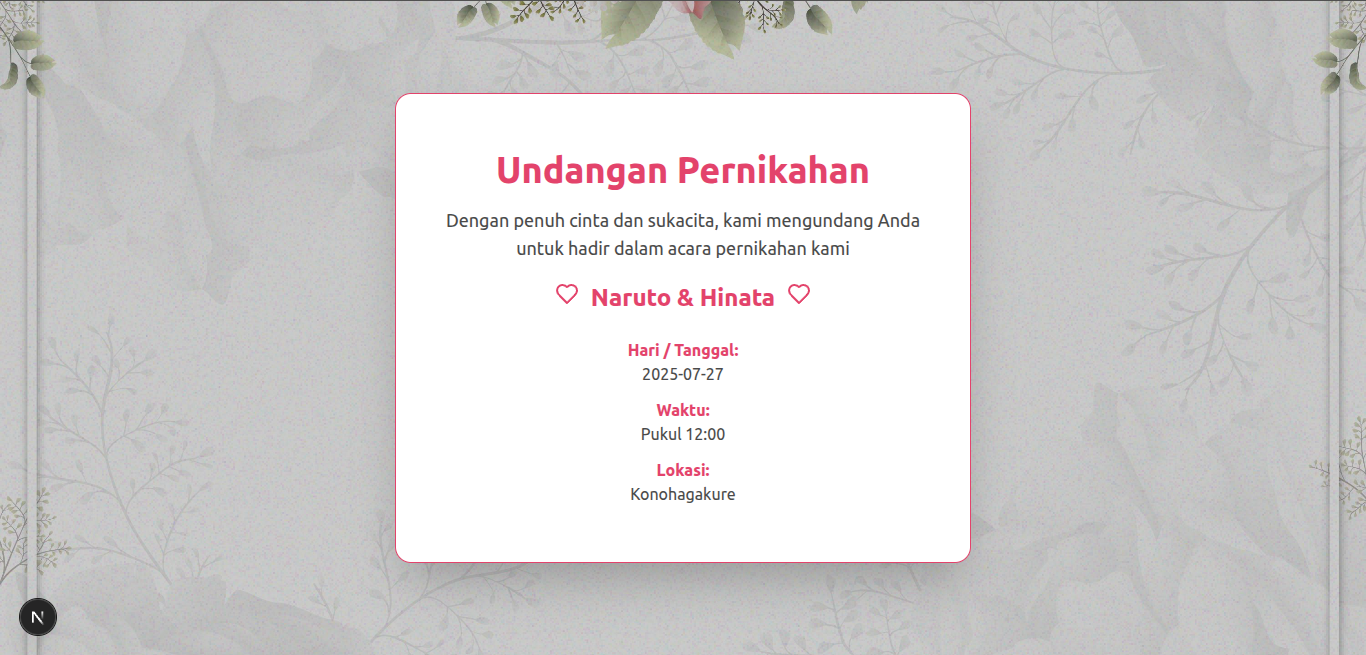 Undangan Pernikahan
Dengan penuh cinta dan sukacita, kami mengundang Anda
untuk hadir dalam acara pernikahan kami
Naruto & Hinata
Hari / Tanggal:
2025-07-27
Waktu:
Pukul 12:00
Lokasi:
Konohagakure
N